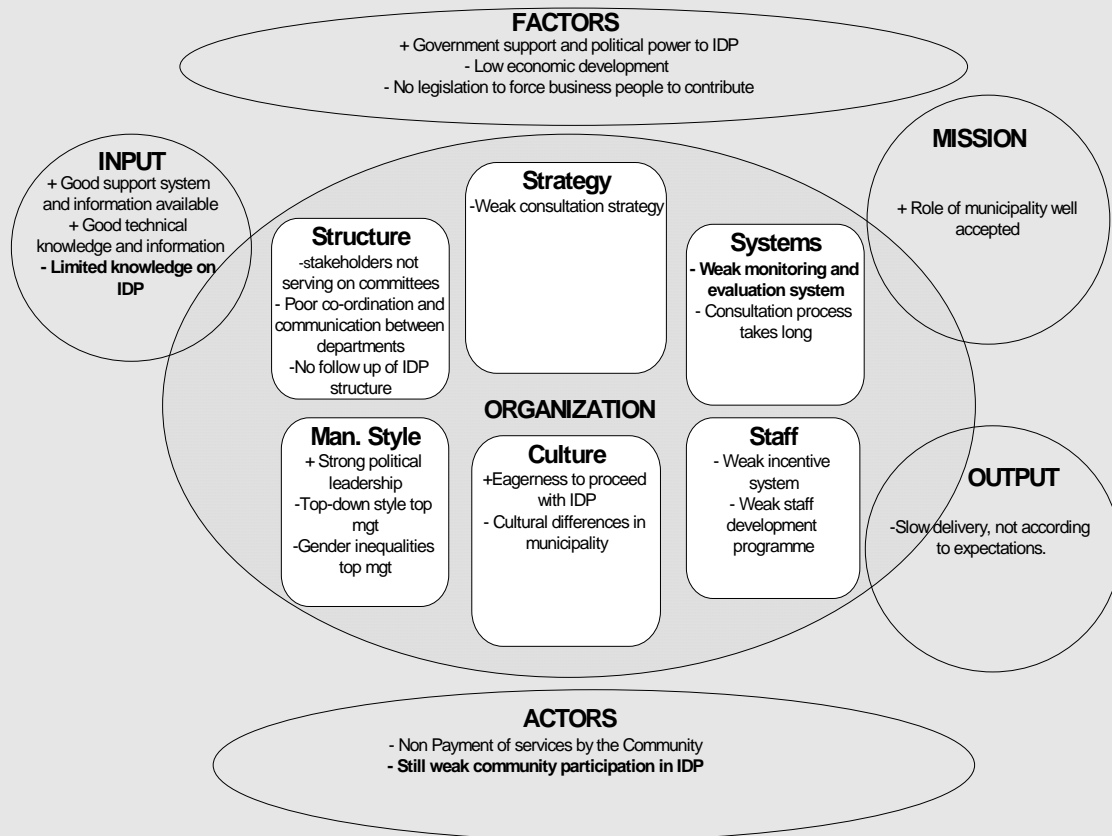 FACTORS
+ Government support and political power to IDP
- Low economic development
- No legislation to force business people to contribute
INPUT
+ Good support system
and information available
+ Good technical
knowledge and information
- Limited knowledge on
IDP
MISSION
+ Role of municipality well
accepted
Strategy
-Weak consultation strategy
Structure
-stakeholders not
serving on committees
- Poor co-ordination and
communication between
departments
-No follow up of IDP
structure
Systems
- Weak monitoring and
evaluation system
- Consultation process
takes long
ORGANIZATION
Man. Style
+ Strong political
leadership
-Top-down style top
mgt
-Gender inequalities
top mgt
Culture
+Eagerness to proceed
with IDP
- Cultural differences in
municipality
Staff
- Weak incentive
system
- Weak staff
development
programme
OUTPUT
-Slow delivery, not according
to expectations.
ACTORS
- Non Payment of services by the Community
- Still weak community participation in IDP